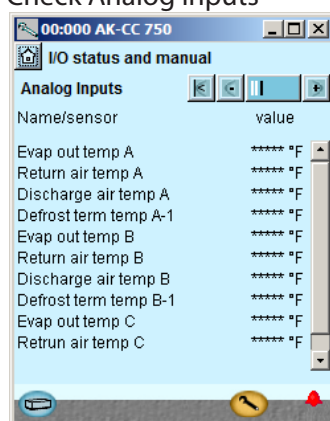 Check Analog Inputs
00:000 AK-CC 750
I/O status and manual
Analog Inputs
Name/sensor value
Evap out temp A ***** °F
Return air temp A ***** °F
Discharge air temp A ***** °F
Defrost term temp A-1 ***** °F
Evap out temp B ***** °F
Return air temp B ***** °F
Discharge air temp B ***** °F
Defrost term temp B-1 ***** °F
Evap out temp C ***** °F
Retrun air temp C ***** °F